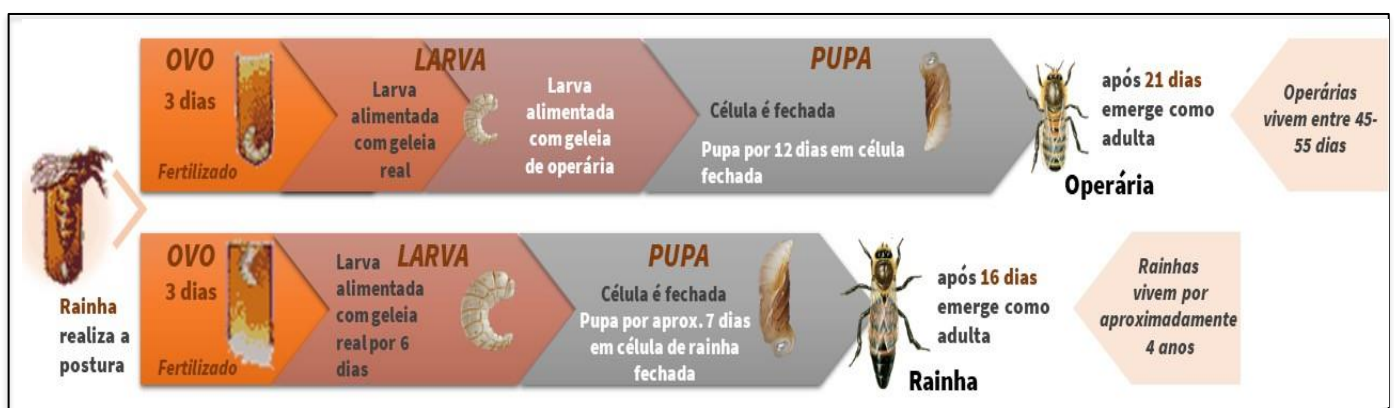 OVO
3 dias
Fertilizado
LARVA
Larva
alimentada
com geleia
real
Larva
alimentada
com geleia
de operária
PUPA
Célula é fechada
Pupa por 12 dias em célula
fechada
Operária
após 21 dias
emerge como
adulta
Operárias
vivem entre 45-
55 dias
Rainha
realiza a
postura
OVO
3 dias
Fertilizado
LARVA
Larva
alimentada
com geleia
real por 6
dias
PUPA
Célula é fechada
Pupa por aprox. 7 dias
em célula de rainha
fechada
Rainha
após 16 dias
emerge como
adulta
Rainhas
vivem por
aproximadamente
4 anos